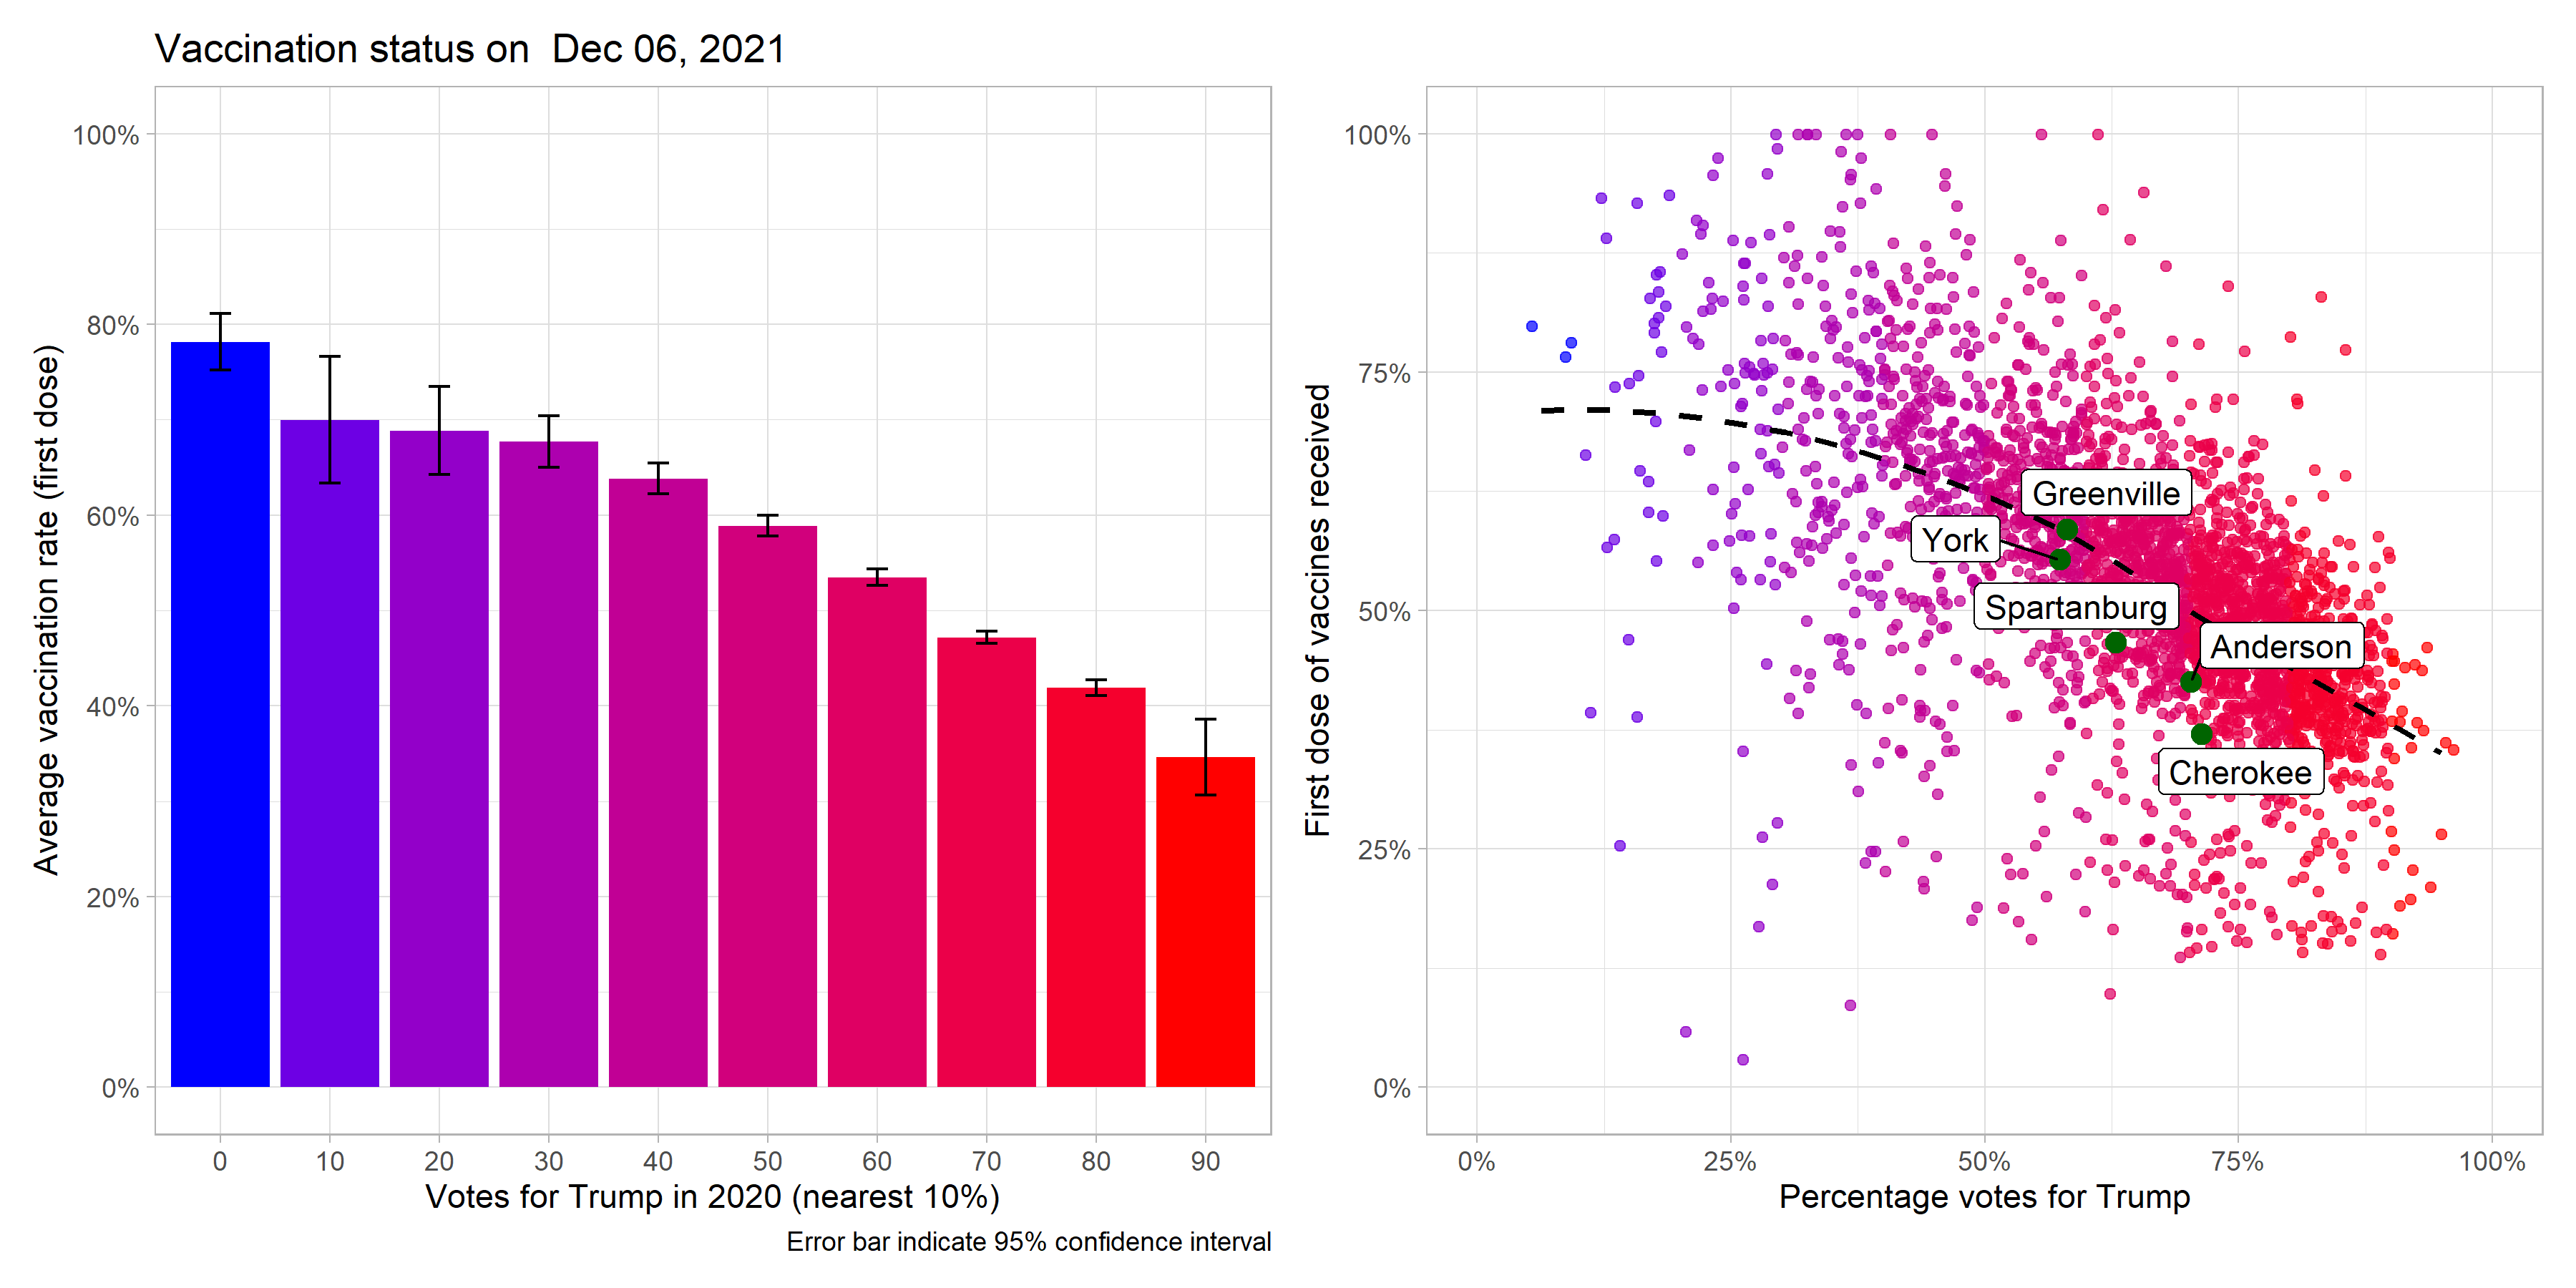 Vaccination status on  Dec 06, 2021
Average vaccination rate (first dose)
100%
80%
60%
40%
20%
0%
0 10 20 30 40 50 60 70 80 90
Votes for Trump in 2020 (nearest 10%)
Error bar indicate 95% confidence interval
First dose of vaccines received
100%
75%
50%
25%
0%
Greenville
York
Spartanburg
Anderson
Cherokee
0% 25% 50% 75% 100%
Percentage votes for Trump